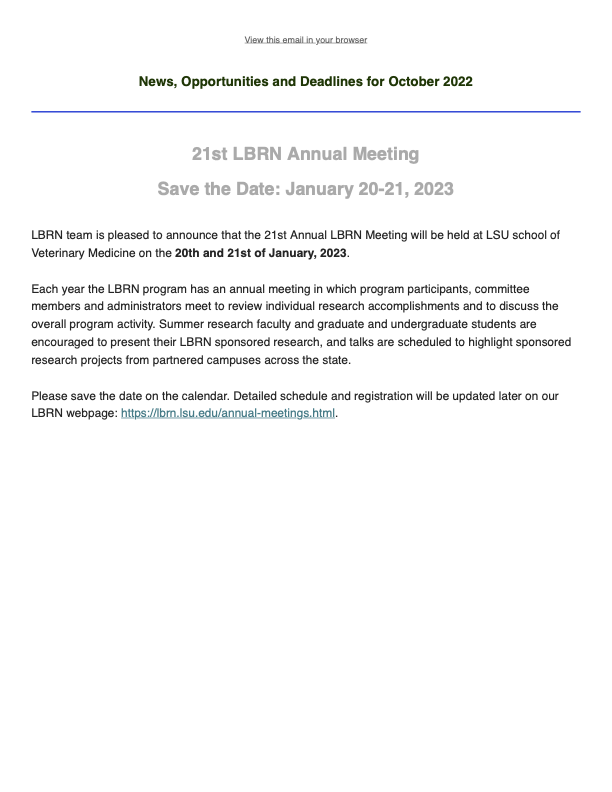 View this email in your browser
News, Opportunities and Deadlines for October 2022
21st LBRN Annual Meeting
Save the Date: January 20-21, 2023
LBRN team is pleased to announce that the 21st Annual LBRN Meeting will be held at LSU school of
Veterinary Medicine on the 20th and 21st of January, 2023.
Each year the LBRN program has an annual meeting in which program participants, committee
members and administrators meet to review individual research accomplishments and to discuss the
overall program activity. Summer research faculty and graduate and undergraduate students are
encouraged to present their LBRN sponsored research, and talks are scheduled to highlight sponsored
research projects from partnered campuses across the state.
Please save the date on the calendar. Detailed schedule and registration will be updated later on our
LBRN webpage: https://lbrn.lsu.edu/annual-meetings.html.